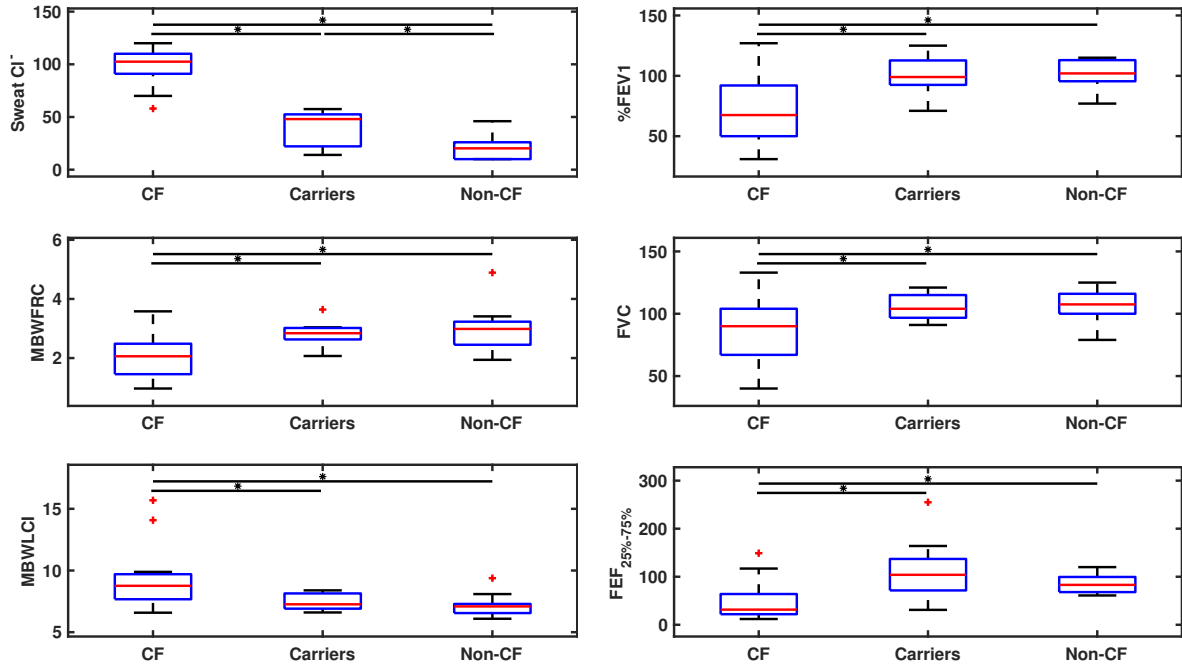 Sweat Cl-
150
*
*
*
100
50
0
CF
Carriers
Non-CF
%FEV1
150
*
*
100
50
CF
Carriers
Non-CF
MBWFRC
6
*
*
4
2
CF
Carriers
Non-CF
FVC
150
*
*
100
50
CF
Carriers
Non-CF
MBWLCI
*
*
15
10
5
CF
Carriers
Non-CF
FEF25%-75%
300
*
*
200
100
0
CF
Carriers
Non-CF